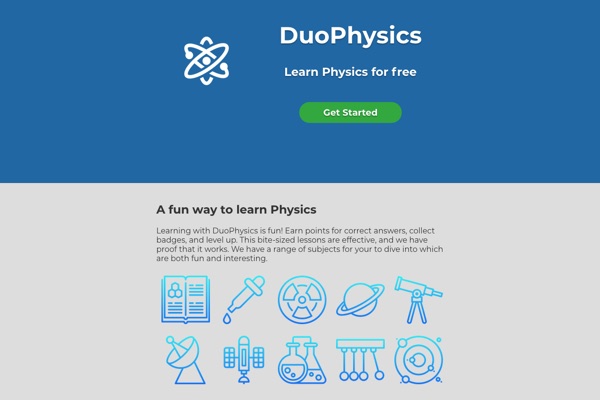 DuoPhysics
Learn Physics for free
Get Started
A fun way to learn Physics
Learning with DuoPhysics is fun! Earn points for correct answers, collect
badges, and level up. This bite-sized lessons are effective, and we have
proof that it works. We have a range of subjects for your to dive into which
are both fun and interesting.